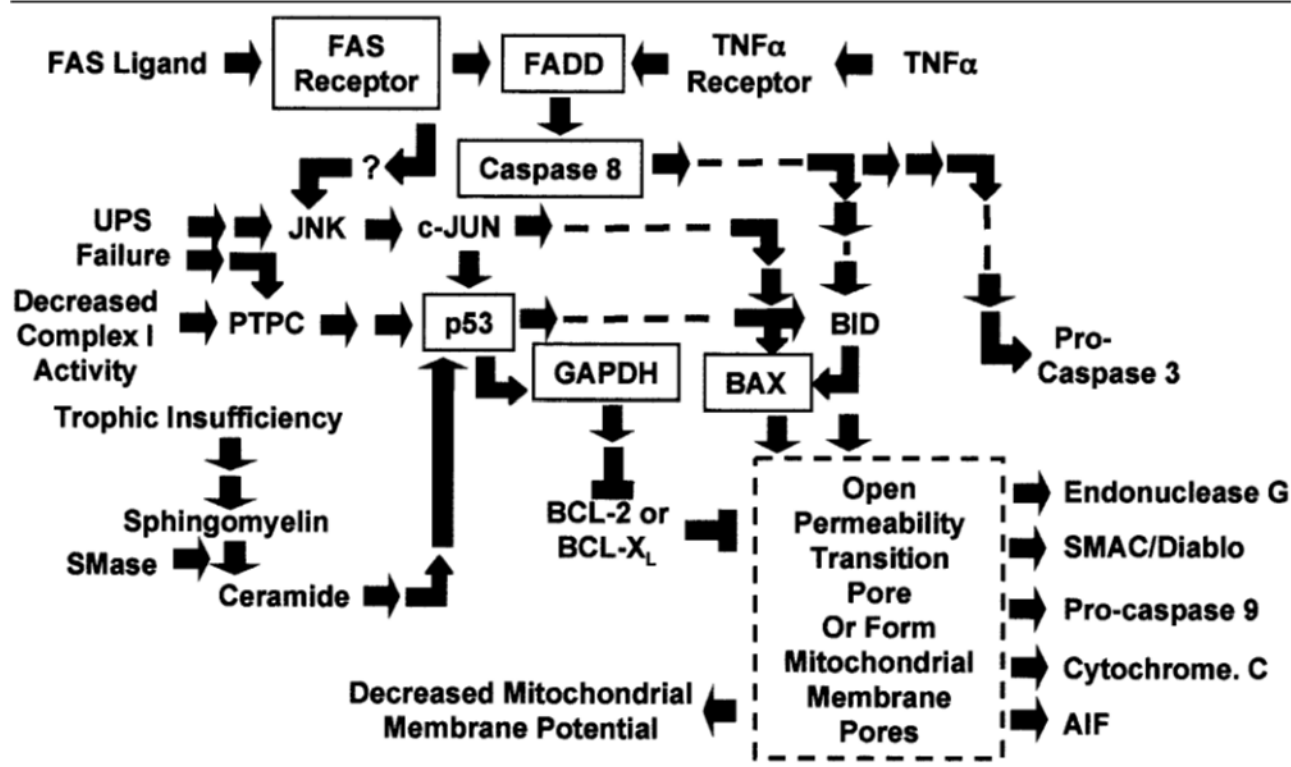 FAS Ligand
FAS
Receptor
FADD
TNFα
Receptor
TNFα
?
Caspase 8
UPS
Failure
JNK
c-JUN
Decreased
Complex I
Activity
PTPC
p53
BID
GAPDH
BAX
Pro-
Caspase 3
Trophic Insufficiency
Sphingomyelin
SMase
Ceramide
BCL-2 or
BCL-XL
Open
Permeability
Transition
Pore
Or Form
Mitochondrial
Membrane
Pores
Endonuclease G
SMAC/Diablo
Pro-caspase 9
Cytochrome. C
AIF
Decreased Mitochondrial
Membrane Potential